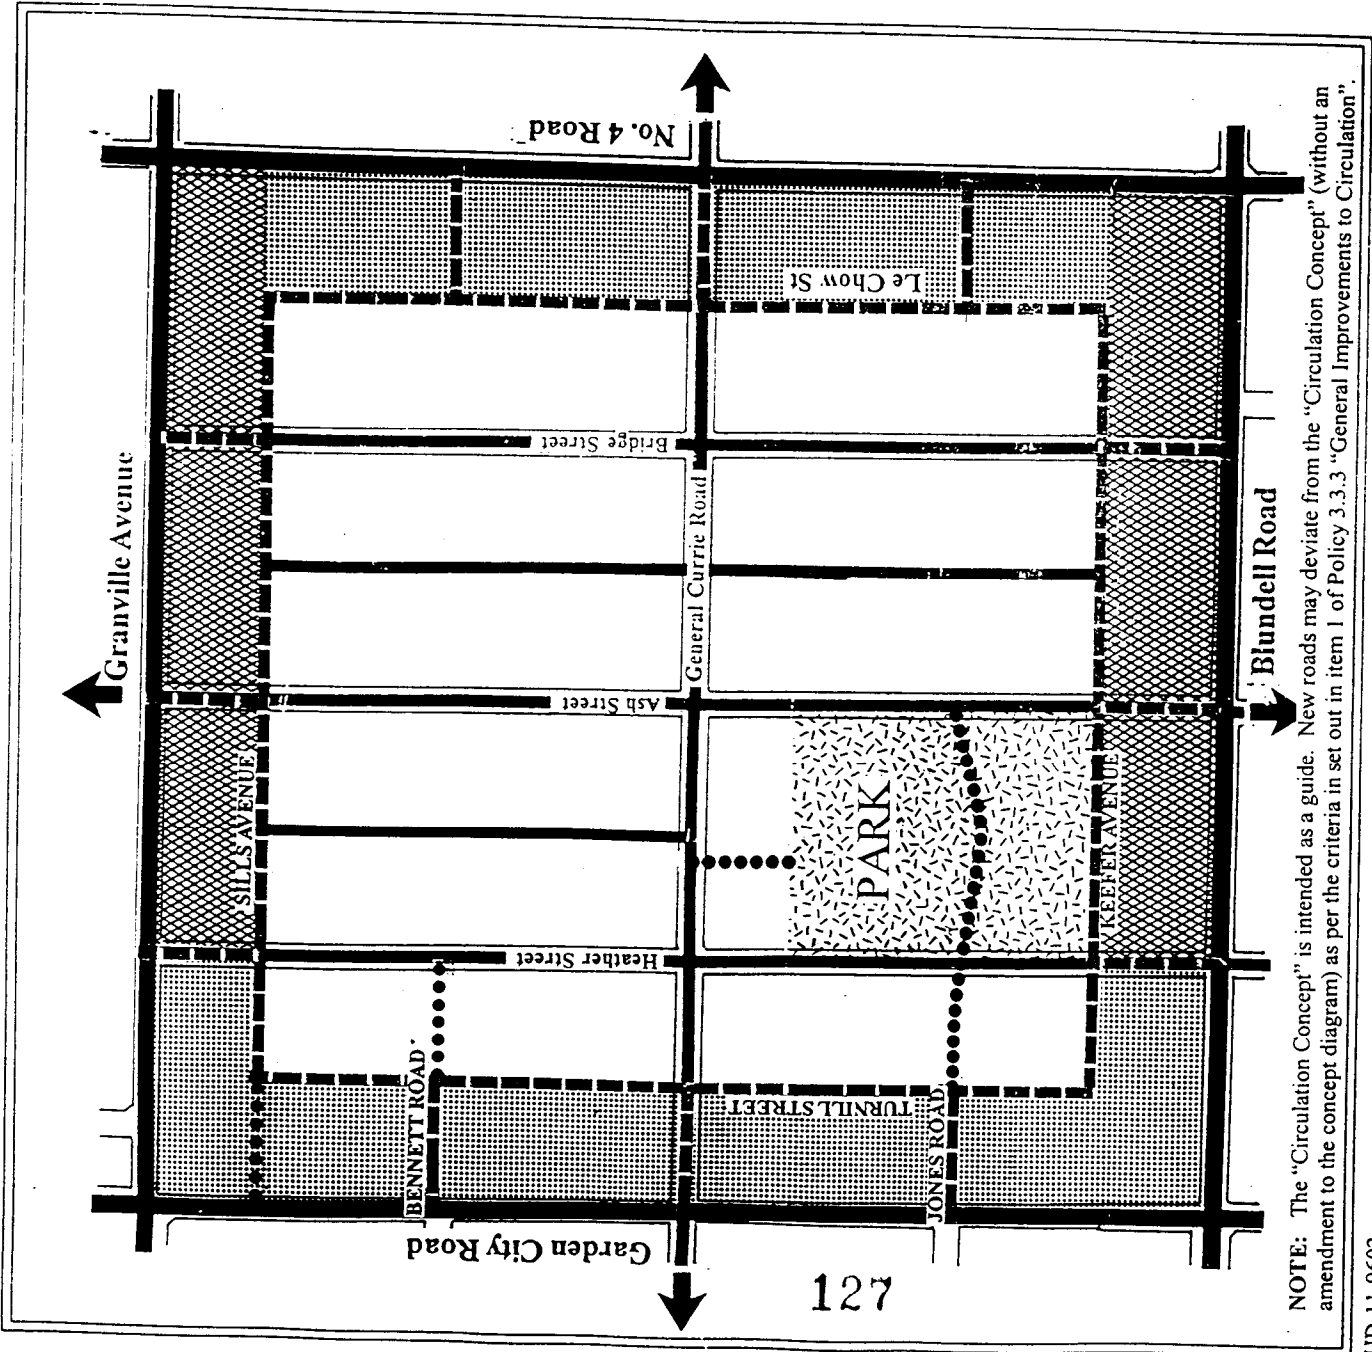 No. 4 Road
Granville Avenue
Le Chow St
Bridge Street
General Currie Road
Blundell Road
Ash Street
SILLS AVENUE
PARK
KEEFER AVENUE
Heather Street
BENNETT ROAD
TURNILL STREET
JONES ROAD
Garden City Road
127
NOTE: The “Circulation Concept” is intended as a guide. New roads may deviate from the “Circulation Concept” (without an
amendment to the concept diagram) as per the criteria in set out in item 1 of Policy 3.3.3 “General Improvements to Circulation”.